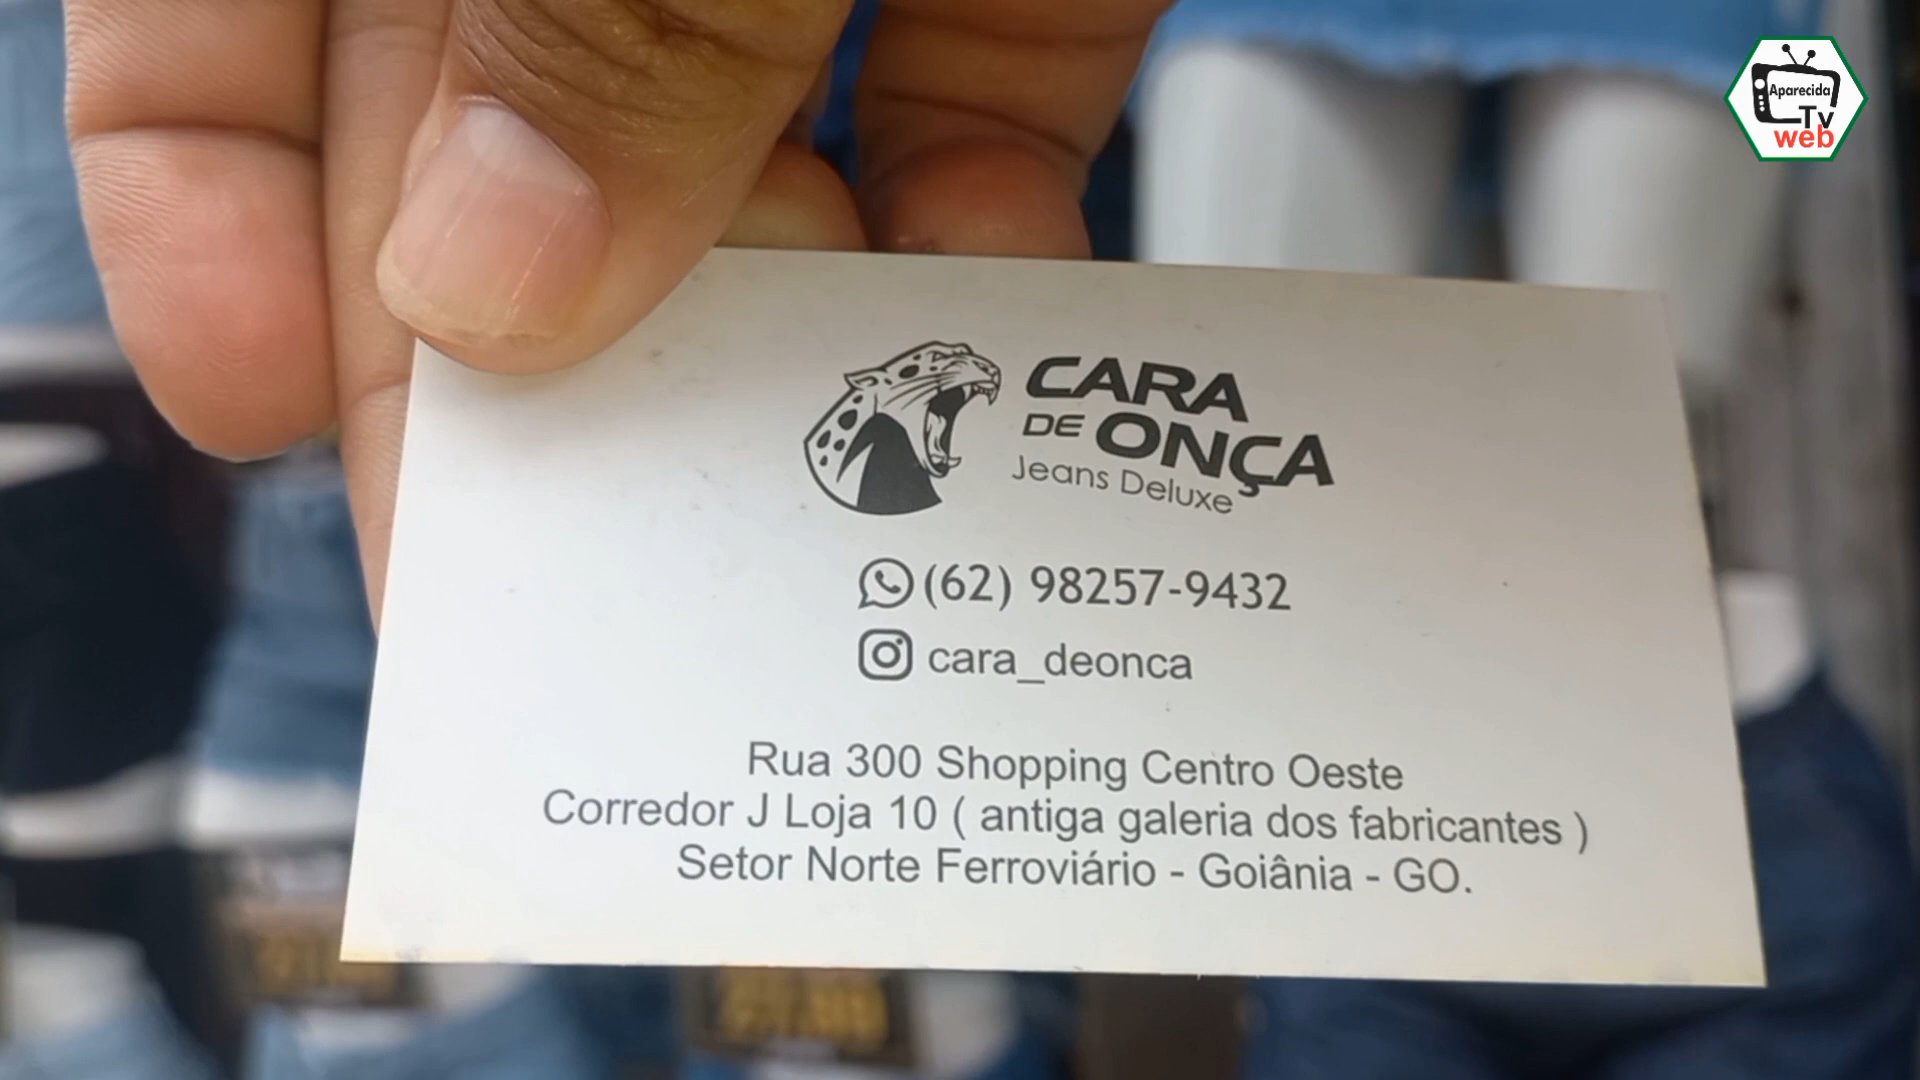 Aparecida
Tv
web
CARA
DE ONÇA
Jeans Deluxe
(62) 98257-9432
cara_deonca
Rua 300 Shopping Centro Oeste
Corredor J Loja 10 ( antiga galeria dos fabricantes )
Setor Norte Ferroviário - Goiânia - GO.